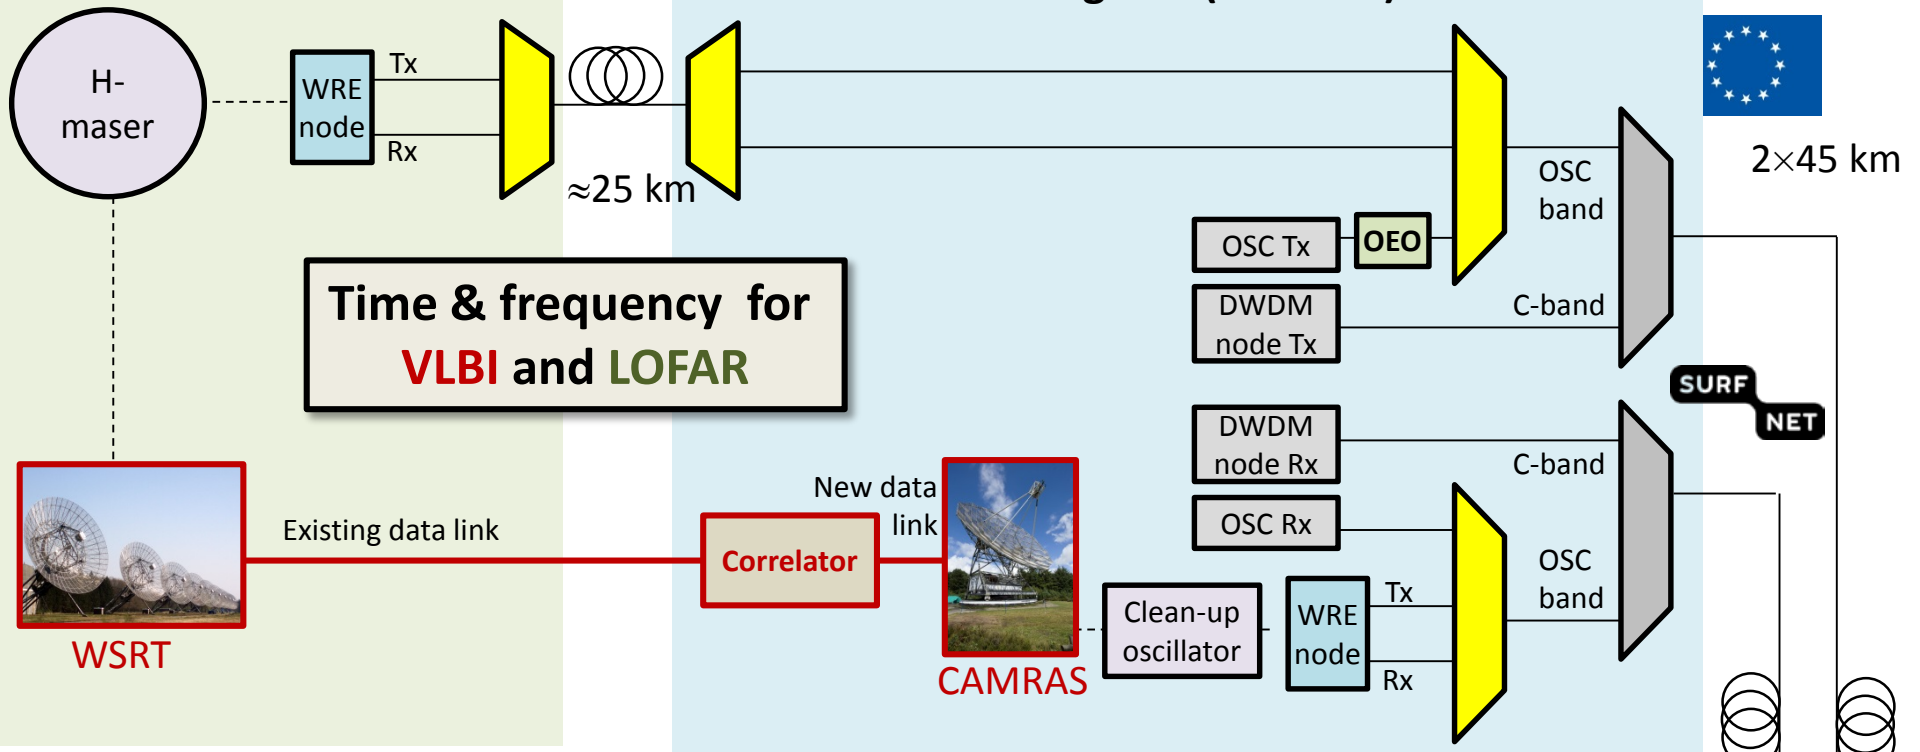 H-
maser
WRE
node
Tx
Rx
≈25 km
OSC
band
2×45 km
OSC Tx
OEO
DWDM
node Tx
C-band
Time & frequency for
VLBI and LOFAR
SURF
NET
DWDM
node Rx
C-band
OSC Rx
New data
link
Existing data link
Correlator
OSC
band
Clean-up
oscillator
WRE
node
Tx
Rx
WSRT
CAMRAS